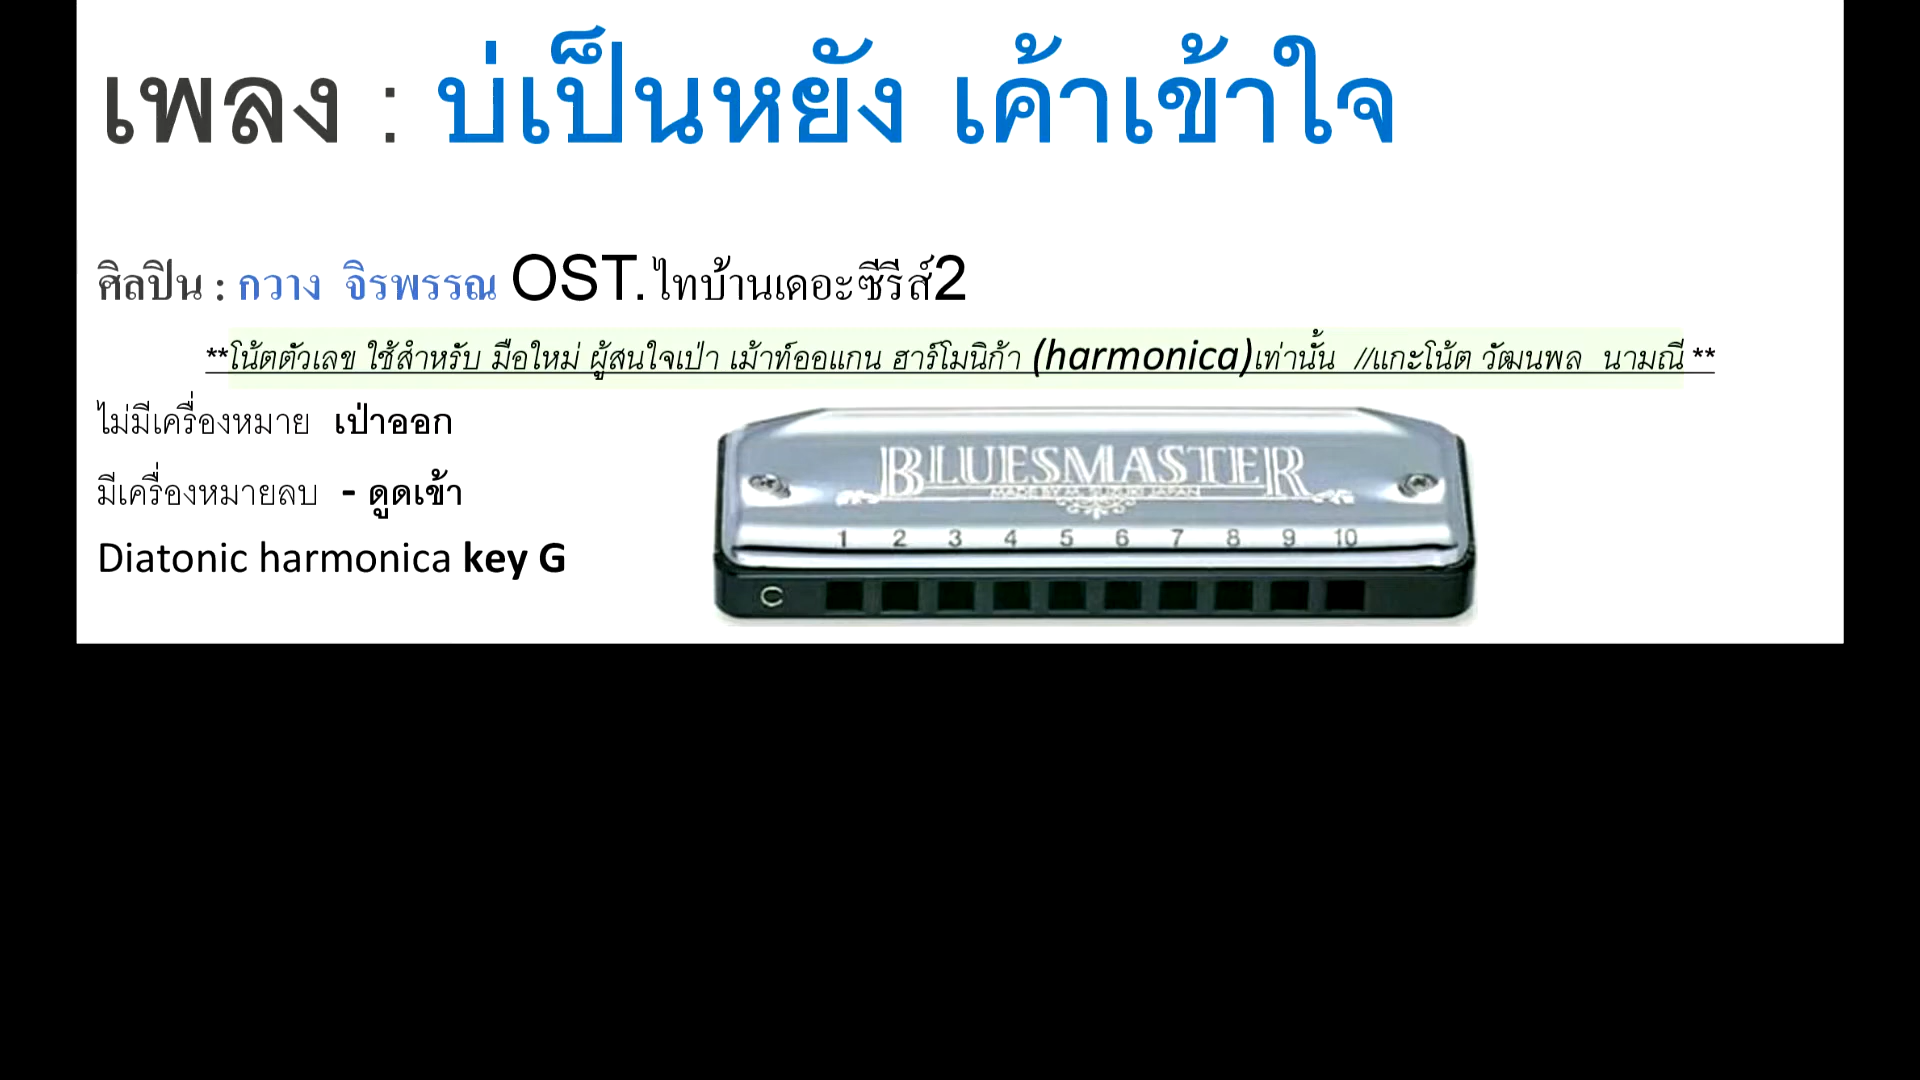 เพลง : บ่เป็นหยัง เค้าเข้าใจ
ศิลปิน : กวาง จิรพรรณ OST. ไทบ้านเดอะซีรีส์2
**โน้ตตัวเลข ใช้สำหรับ มือใหม่ ผู้สนใจเป่า เม้าท์ออแกน ฮาร์โมนิก้า (harmonica)เท่านั้น //แกะโน้ต วัฒนพล นามณี **
ไม่มีเครื่องหมาย เป่าออก
มีเครื่องหมายลบ - ดูดเข้า
Diatonic harmonica key G
BLUESMASTER
MADE BY M. SUZUKI JAPAN
1 2 3 4 5 6 7 8 9 10
C